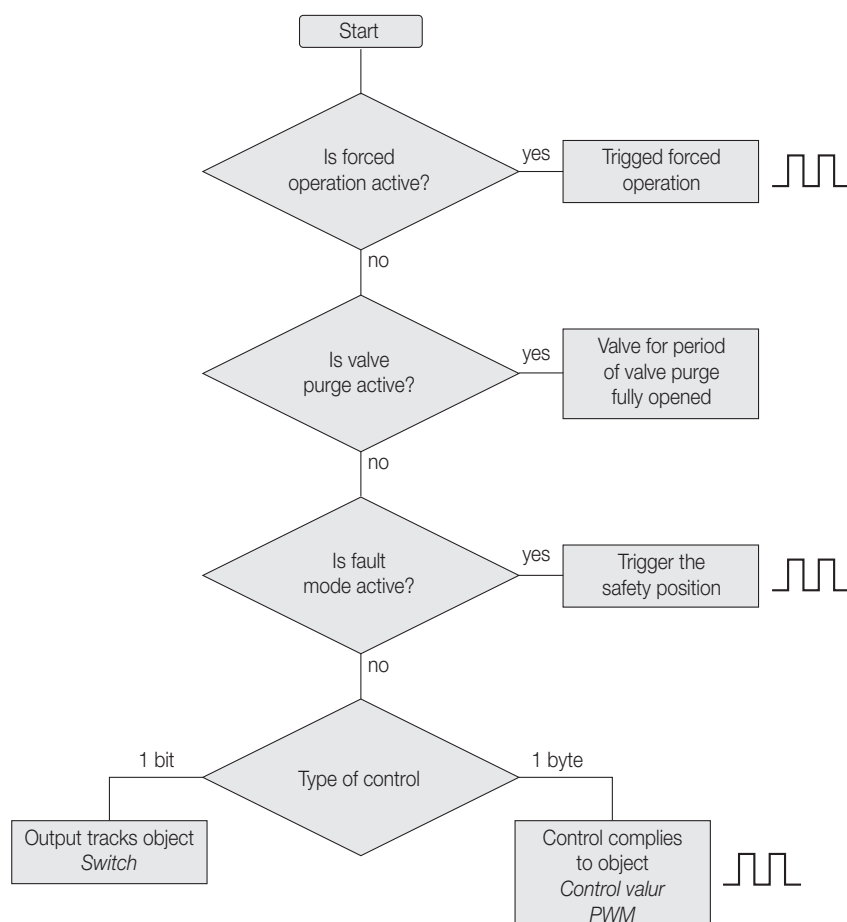 Start
Is forced
operation active?
yes
Trigged forced
operation
no
Is valve
purge active?
yes
Valve for period
of valve purge
fully opened
no
Is fault
mode active?
yes
Trigger the
safety position
no
Type of control
1 bit
1 byte
Output tracks object
Switch
Control complies
to object
Control valur
PWM